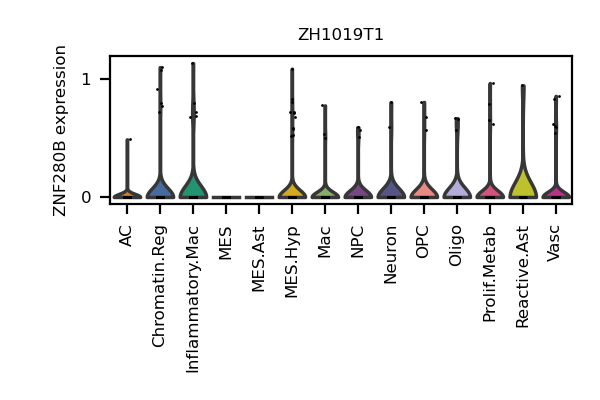 ZH1019T1
ZNF280B expression
1
0
AC
Chromatin.Reg
Inflammatory.Mac
MES
MES.Ast
MES.Hyp
Mac
NPC
Neuron
OPC
Oligo
Prolif.Metab
Reactive.Ast
Vasc